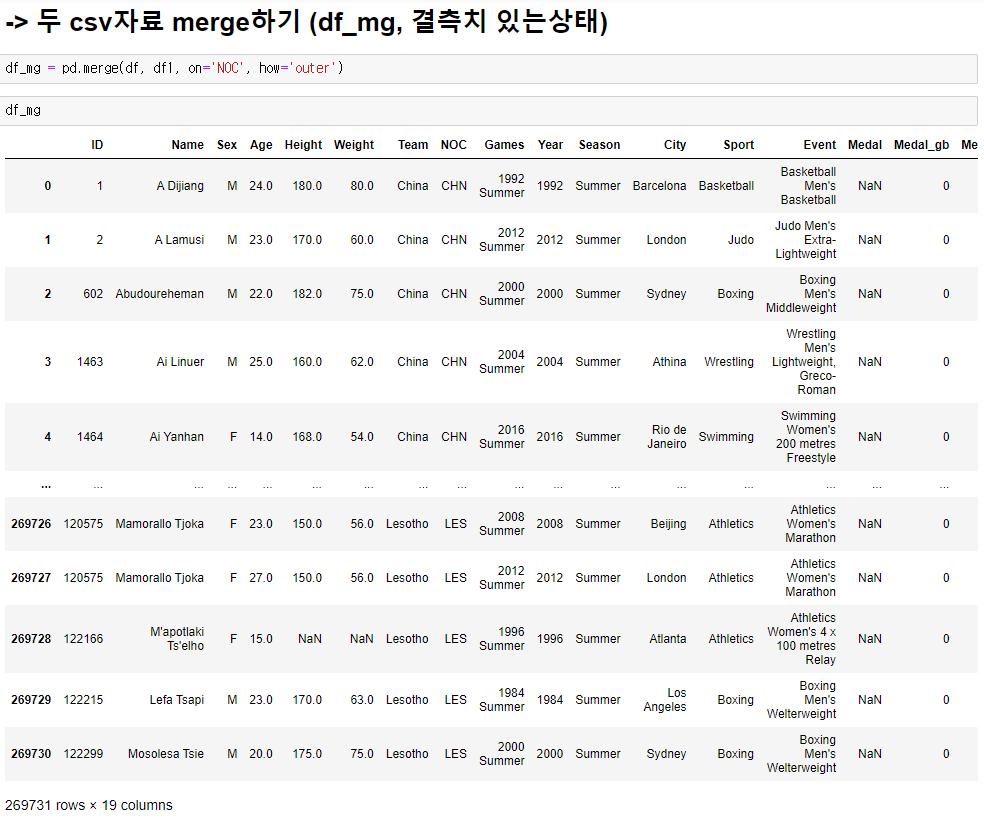 -> 두 csv자료 merge하기 (df_mg, 결측치 있는상태)
df_mg = pd.merge(df, df1, on='NOC', how='outer')
df_mg
ID Name Sex Age Height Weight Team NOC Games Year Season City Sport Event Medal Medal_gb Me
0 1 A Dijiang M 24.0 180.0 80.0 China CHN 1992 Summer 1992 Summer Barcelona Basketball Basketball Men's Basketball NaN 0
1 2 A Lamusi M 23.0 170.0 60.0 China CHN 2012 Summer 2012 Summer London Judo Judo Men's Extra-Lightweight NaN 0
2 602 Abudoureheman M 22.0 182.0 75.0 China CHN 2000 Summer 2000 Summer Sydney Boxing Boxing Men's Middleweight NaN 0
3 1463 Ai Linuer M 25.0 160.0 62.0 China CHN 2004 Summer 2004 Summer Athina Wrestling Wrestling Men's Lightweight, Greco-Roman NaN 0
4 1464 Ai Yanhan F 14.0 168.0 54.0 China CHN 2016 Summer 2016 Summer Rio de Janeiro Swimming Swimming Women's 200 metres Freestyle NaN 0
... ... ... ... ... ... ... ... ... ... ... ... ... ... ... ... ...
269726 120575 Mamorallo Tjoka F 23.0 150.0 56.0 Lesotho LES 2008 Summer 2008 Summer Beijing Athletics Athletics Women's Marathon NaN 0
269727 120575 Mamorallo Tjoka F 27.0 150.0 56.0 Lesotho LES 2012 Summer 2012 Summer London Athletics Athletics Women's Marathon NaN 0
269728 122166 M'apotlaki Ts'elho F 15.0 NaN NaN Lesotho LES 1996 Summer 1996 Summer Atlanta Athletics Athletics Women's 4 x 100 metres Relay NaN 0
269729 122215 Lefa Tsapi M 23.0 170.0 63.0 Lesotho LES 1984 Summer 1984 Summer Los Angeles Boxing Boxing Men's Welterweight NaN 0
269730 122299 Mosolesa Tsie M 20.0 175.0 75.0 Lesotho LES 2000 Summer 2000 Summer Sydney Boxing Boxing Men's Welterweight NaN 0
269731 rows × 19 columns